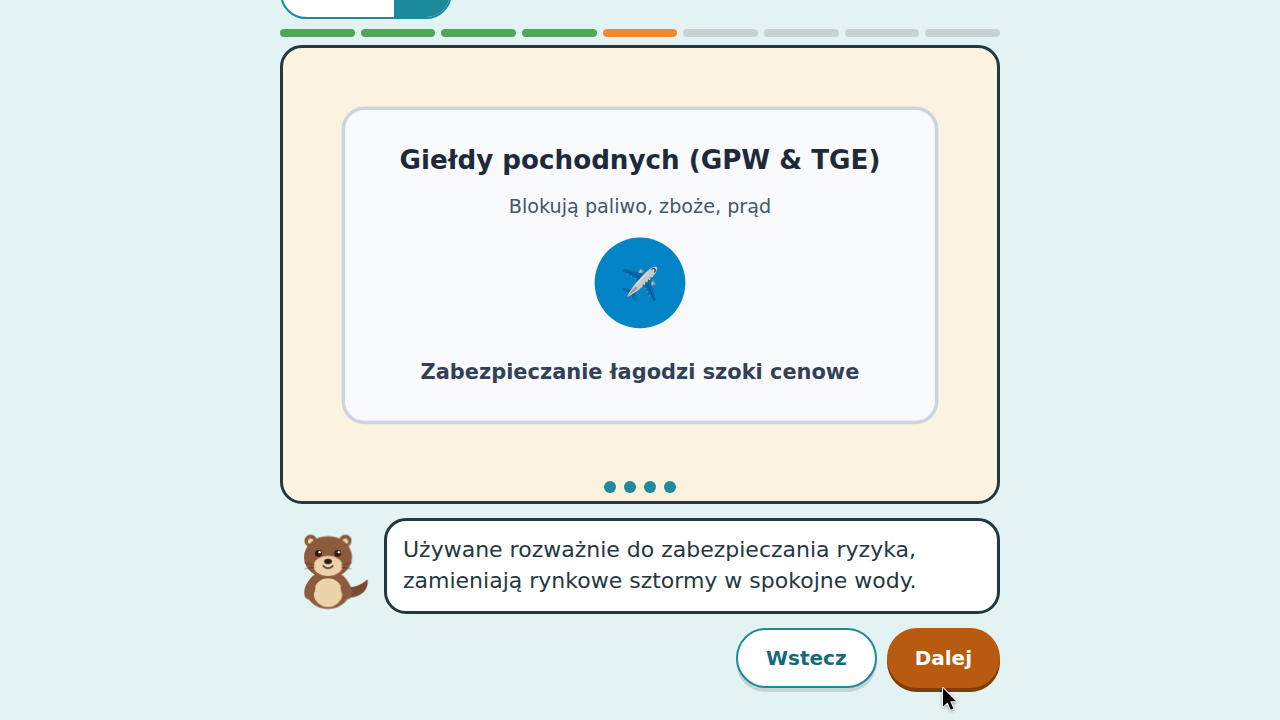 Giełdy pochodnych (GPW & TGE)
Blokują paliwo, zboże, prąd
Zabezpieczanie łagodzi szoki cenowe
Używane rozważnie do zabezpieczania ryzyka,
zamieniają rynkowe sztormy w spokojne wody.
Wstecz
Dalej